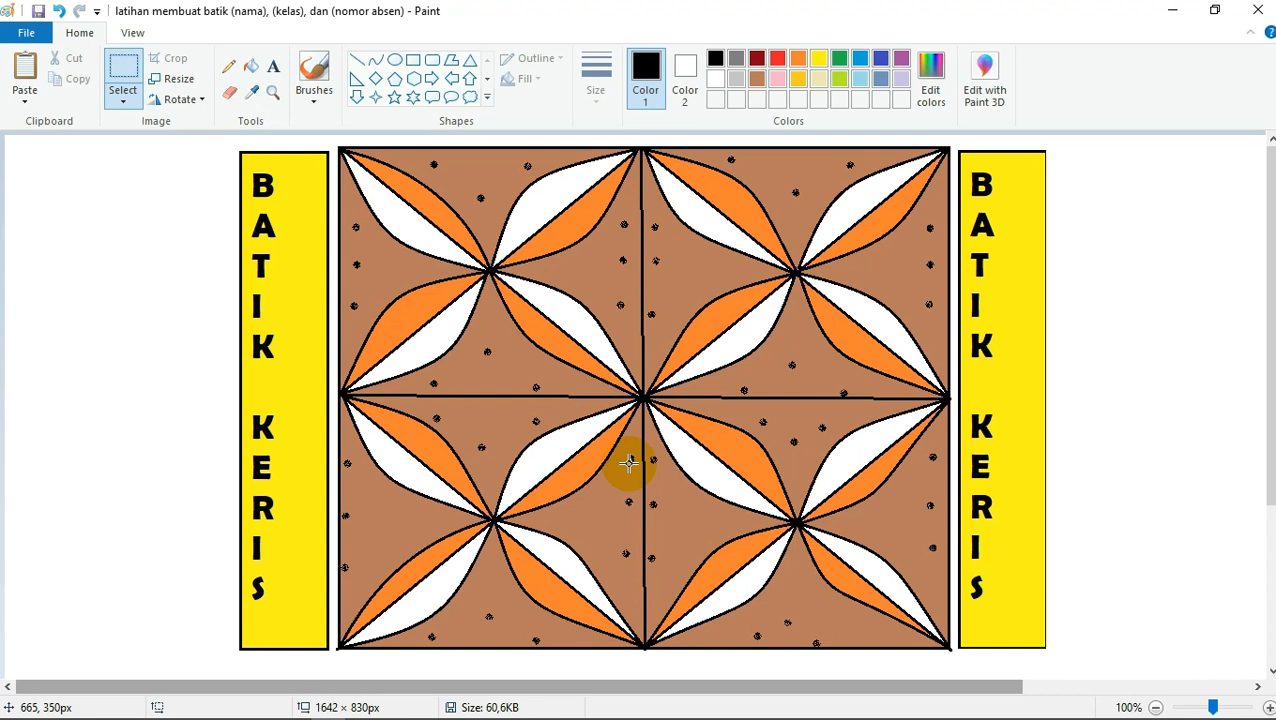 latihan membuat batik (nama), (kelas), dan (nomor absen) - Paint
File Home View
Paste
Cut
Copy
Clipboard
Select
Crop
Resize
Rotate
Image
A
Tools
Brushes
Shapes
Outline
Fill
Size
Color 1
Color 2
Edit colors
Colors
Edit with Paint 3D
B
A
T
I
K
K
E
R
I
S
B
A
T
I
K
K
E
R
I
S
665, 350px 1642 × 830px Size: 60,6KB 100%